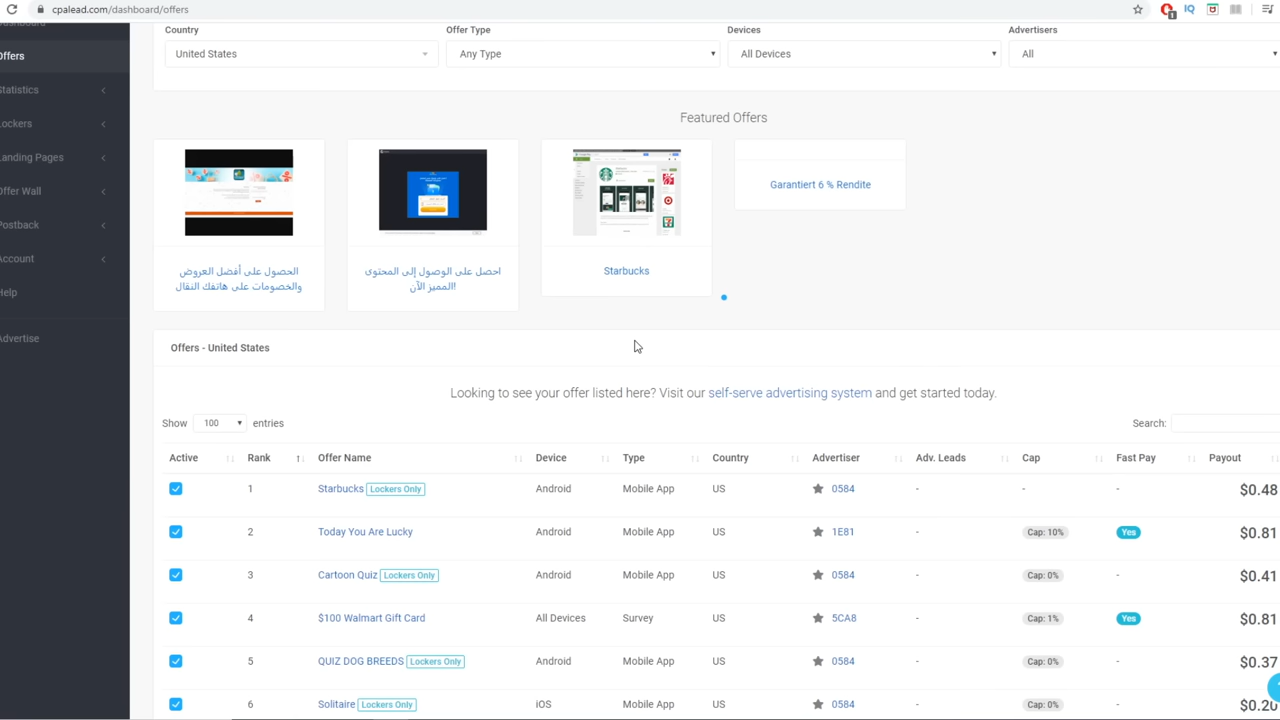 cpalead.com/dashboard/offers
Dashboard
Offers
Statistics
Lockers
Landing Pages
Offer Wall
Postback
Account
Help
Advertise
Country Offer Type Devices Advertisers
United States Any Type All Devices All
Featured Offers
الحصول على أفضل العروض
والخصومات على هاتفك النقال
احصل على الوصول إلى المحتوى
المميز الآن!
Starbucks
Garantiert 6 % Rendite
Offers - United States
Looking to see your offer listed here? Visit our self-serve advertising system and get started today.
Show 100 entries Search:
Active Rank Offer Name Device Type Country Advertiser Adv. Leads Cap Fast Pay Payout
1 Starbucks Lockers Only Android Mobile App US 0584 - - - $0.48
2 Today You Are Lucky Android Mobile App US 1E81 - Cap: 10% Yes $0.81
3 Cartoon Quiz Lockers Only Android Mobile App US 0584 - Cap: 0% - $0.41
4 $100 Walmart Gift Card All Devices Survey US 5CA8 - Cap: 1% Yes $0.81
5 QUIZ DOG BREEDS Lockers Only Android Mobile App US 0584 - Cap: 0% - $0.37
6 Solitaire Lockers Only iOS Mobile App US 0584 - Cap: 0% - $0.20